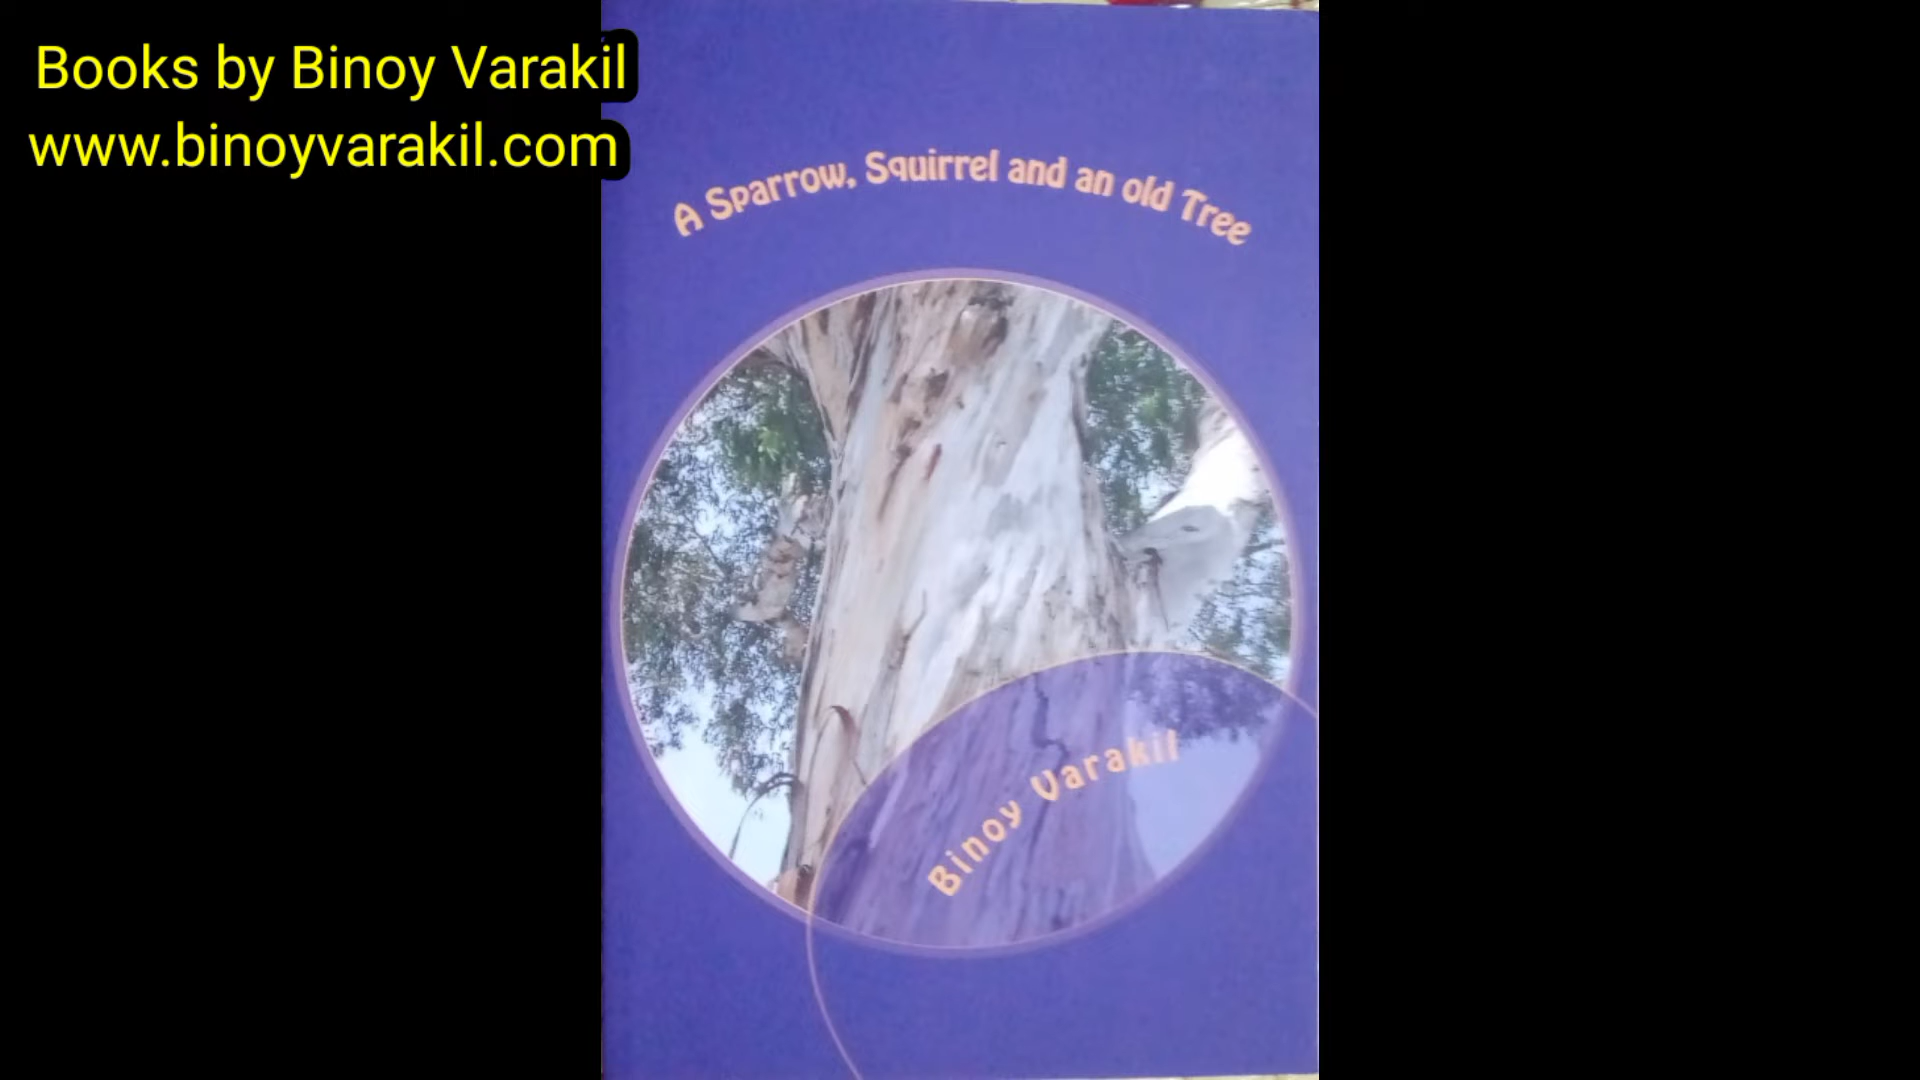 Books by Binoy Varakil
www.binoyvarakil.com
A Sparrow, Squirrel and an old Tree
Binoy Varakil